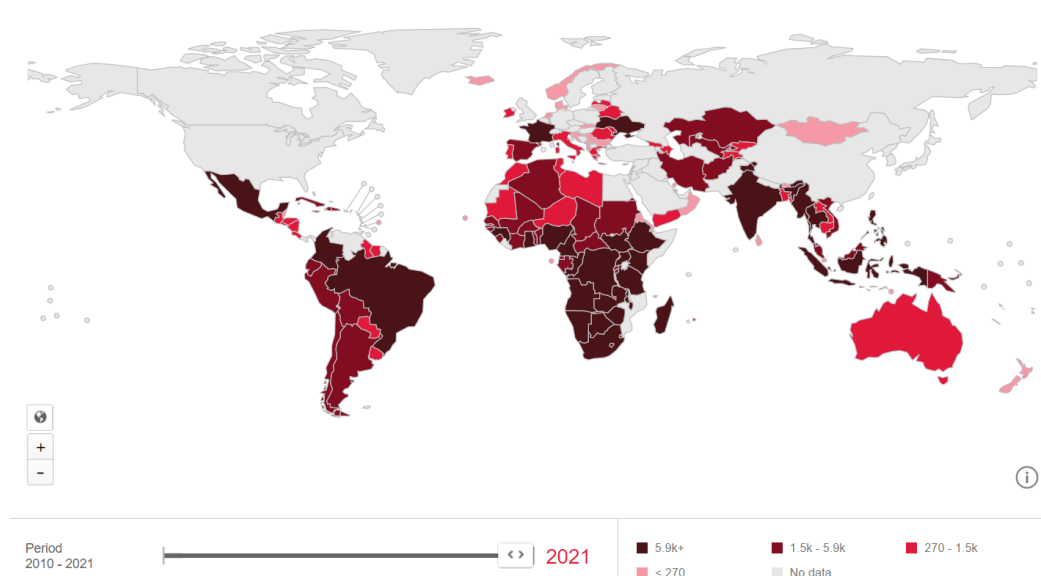 +
-
i
Period
2010 - 2021
2021
5.9k+
1.5k - 5.9k
270 - 1.5k
< 270
No data